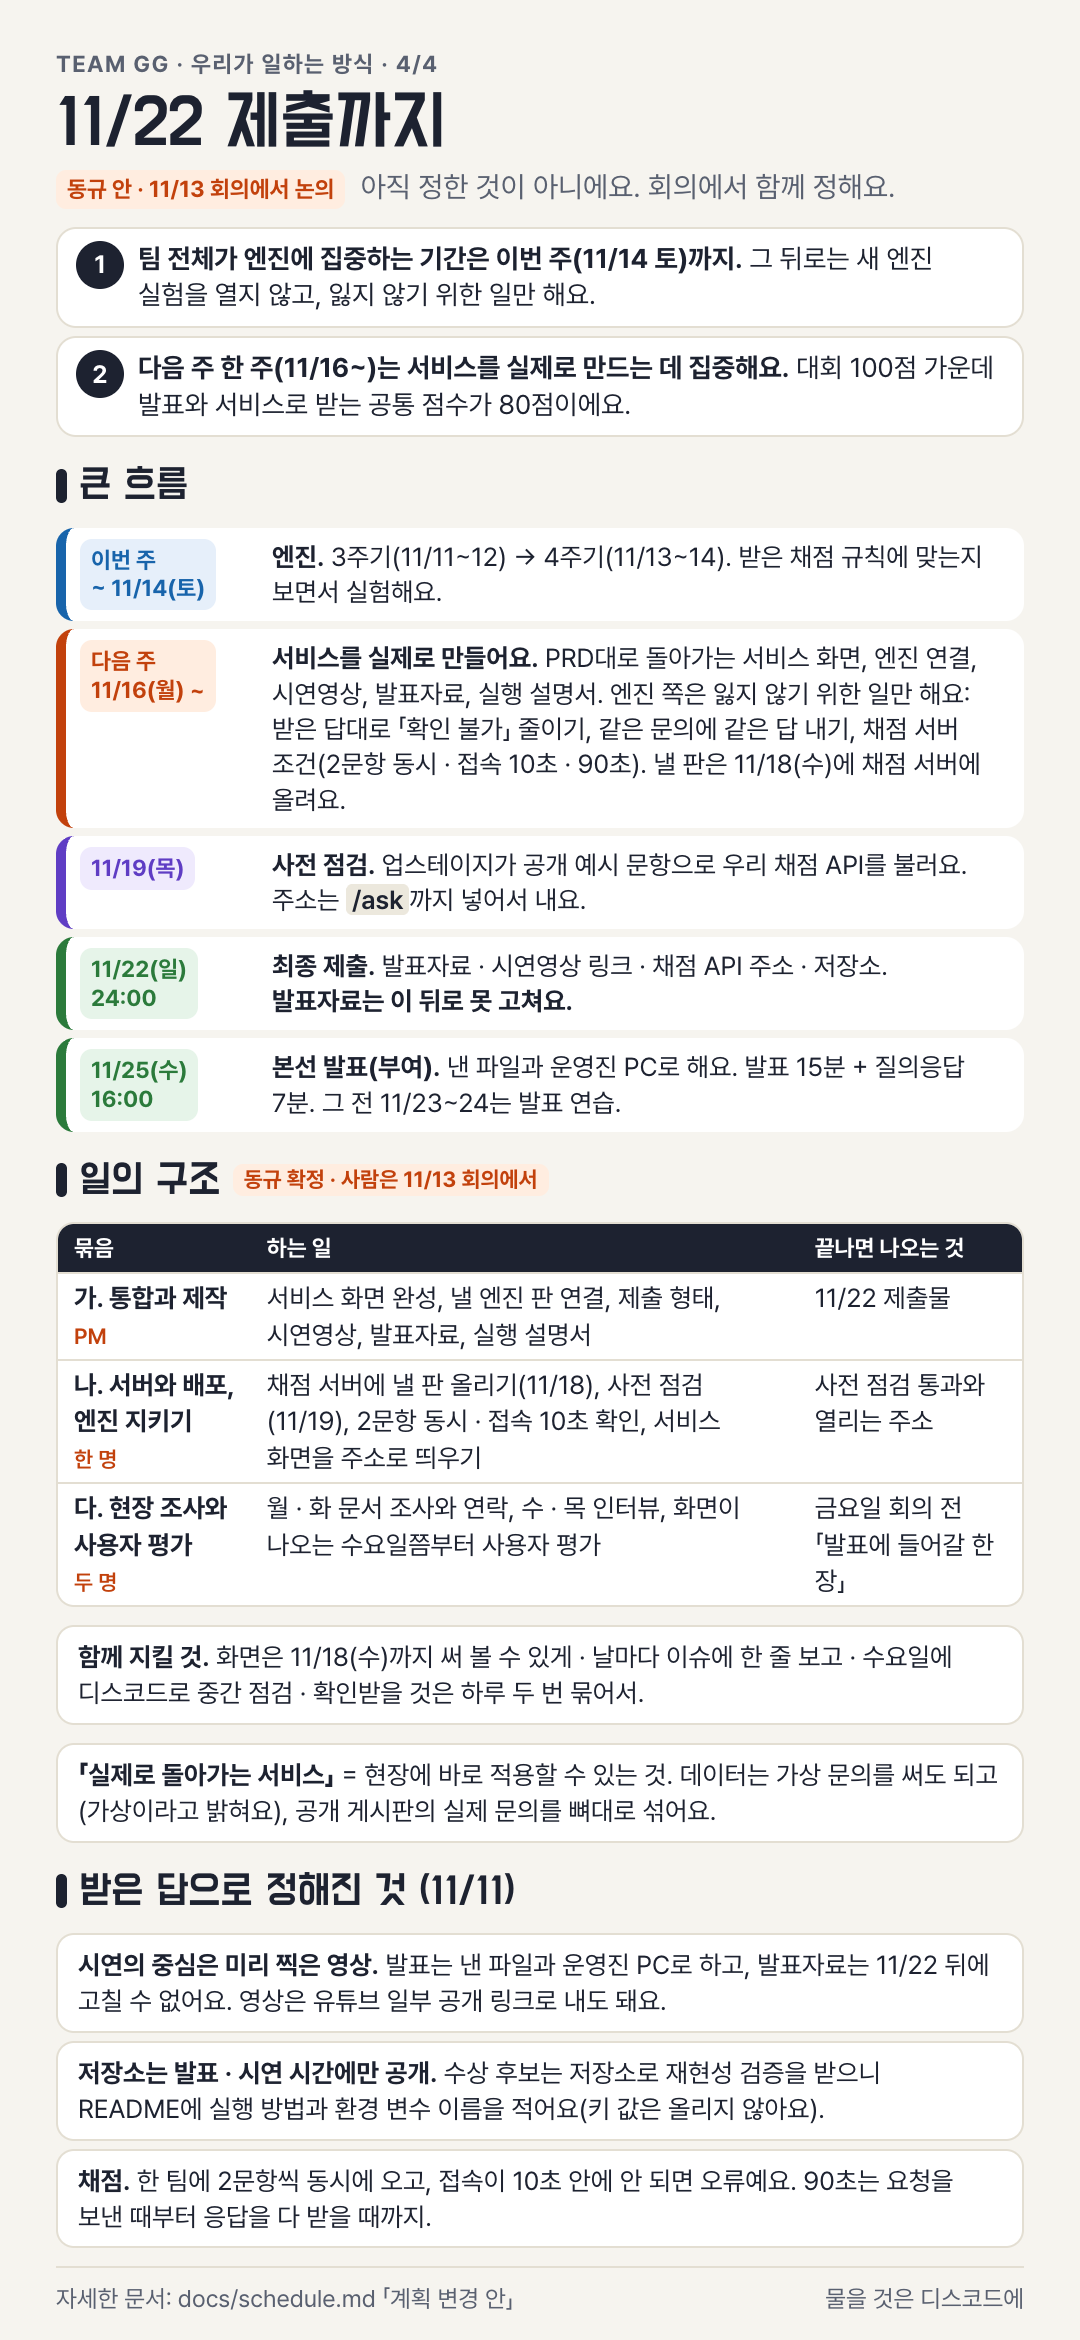 TEAM GG · 우리가 일하는 방식 · 4/4
11/22 제출까지
동규 안 · 11/13 회의에서 논의 아직 정한 것이 아니에요. 회의에서 함께 정해요.
1 팀 전체가 엔진에 집중하는 기간은 이번 주(11/14 토)까지. 그 뒤로는 새 엔진
실험을 열지 않고, 잃지 않기 위한 일만 해요.
2 다음 주 한 주(11/16~)는 서비스를 실제로 만드는 데 집중해요. 대회 100점 가운데
발표와 서비스로 받는 공통 점수가 80점이에요.
큰 흐름
이번 주
~ 11/14(토)
엔진. 3주기(11/11~12) → 4주기(11/13~14). 받은 채점 규칙에 맞는지
보면서 실험해요.
다음 주
11/16(월) ~
서비스를 실제로 만들어요. PRD대로 돌아가는 서비스 화면, 엔진 연결,
시연영상, 발표자료, 실행 설명서. 엔진 쪽은 잃지 않기 위한 일만 해요:
받은 답대로 「확인 불가」 줄이기, 같은 문의에 같은 답 내기, 채점 서버
조건(2문항 동시 · 접속 10초 · 90초). 낼 판은 11/18(수)에 채점 서버에
올려요.
11/19(목)
사전 점검. 업스테이지가 공개 예시 문항으로 우리 채점 API를 불러요.
주소는 /ask까지 넣어서 내요.
11/22(일)
24:00
최종 제출. 발표자료 · 시연영상 링크 · 채점 API 주소 · 저장소.
발표자료는 이 뒤로 못 고쳐요.
11/25(수)
16:00
본선 발표(부여). 낸 파일과 운영진 PC로 해요. 발표 15분 + 질의응답
7분. 그 전 11/23~24는 발표 연습.
일의 구조 동규 확정 · 사람은 11/13 회의에서
묶음 하는 일 끝나면 나오는 것
가. 통합과 제작
PM
서비스 화면 완성, 낼 엔진 판 연결, 제출 형태,
시연영상, 발표자료, 실행 설명서
11/22 제출물
나. 서버와 배포,
엔진 지키기
한 명
채점 서버에 낼 판 올리기(11/18), 사전 점검
(11/19), 2문항 동시 · 접속 10초 확인, 서비스
화면을 주소로 띄우기
사전 점검 통과와
열리는 주소
다. 현장 조사와
사용자 평가
두 명
월 · 화 문서 조사와 연락, 수 · 목 인터뷰, 화면이
나오는 수요일쯤부터 사용자 평가
금요일 회의 전
「발표에 들어갈 한
장」
함께 지킬 것. 화면은 11/18(수)까지 써 볼 수 있게 · 날마다 이슈에 한 줄 보고 · 수요일에
디스코드로 중간 점검 · 확인받을 것은 하루 두 번 묶어서.
「실제로 돌아가는 서비스」 = 현장에 바로 적용할 수 있는 것. 데이터는 가상 문의를 써도 되고
(가상이라고 밝혀요), 공개 게시판의 실제 문의를 뼈대로 섞어요.
받은 답으로 정해진 것 (11/11)
시연의 중심은 미리 찍은 영상. 발표는 낸 파일과 운영진 PC로 하고, 발표자료는 11/22 뒤에
고칠 수 없어요. 영상은 유튜브 일부 공개 링크로 내도 돼요.
저장소는 발표 · 시연 시간에만 공개. 수상 후보는 저장소로 재현성 검증을 받으니
README에 실행 방법과 환경 변수 이름을 적어요(키 값은 올리지 않아요).
채점. 한 팀에 2문항씩 동시에 오고, 접속이 10초 안에 안 되면 오류예요. 90초는 요청을
보낸 때부터 응답을 다 받을 때까지.
자세한 문서: docs/schedule.md 「계획 변경 안」 물을 것은 디스코드에